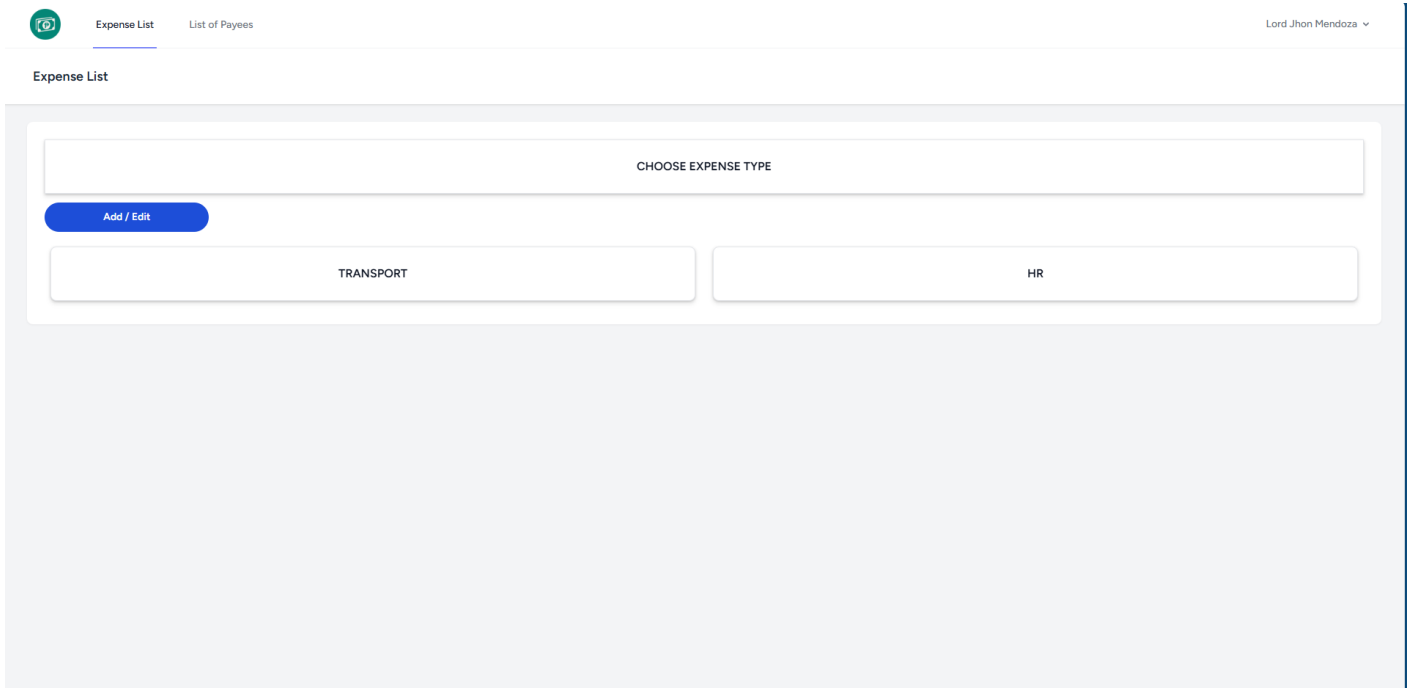 Expense List
List of Payees
Lord Jhon Mendoza
Expense List
CHOOSE EXPENSE TYPE
Add / Edit
TRANSPORT
HR